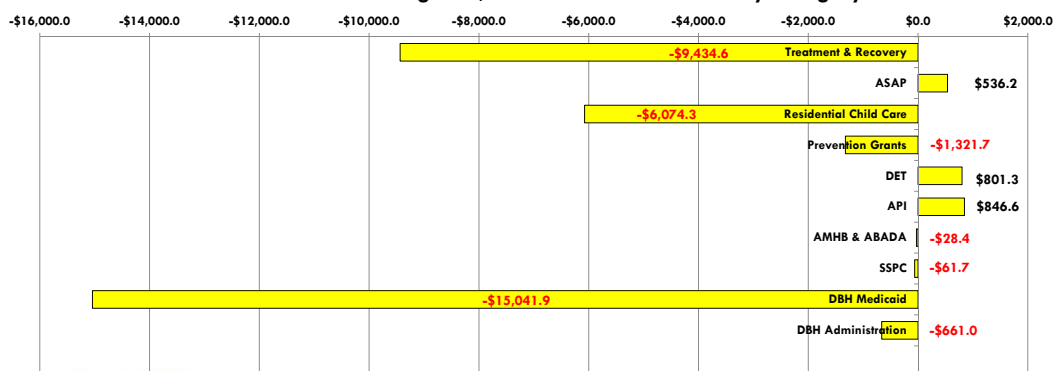 -$16,000.0 -$14,000.0 -$12,000.0 -$10,000.0 -$8,000.0 -$6,000.0 -$4,000.0 -$2,000.0 $0.0 $2,000.0
-$9,434.6 Treatment & Recovery
ASAP $536.2
-$6,074.3 Residential Child Care
Prevention Grants -$1,321.7
DET $801.3
API $846.6
AMHB & ABADA -$28.4
SSPC -$61.7
-$15,041.9 DBH Medicaid
DBH Administration -$661.0